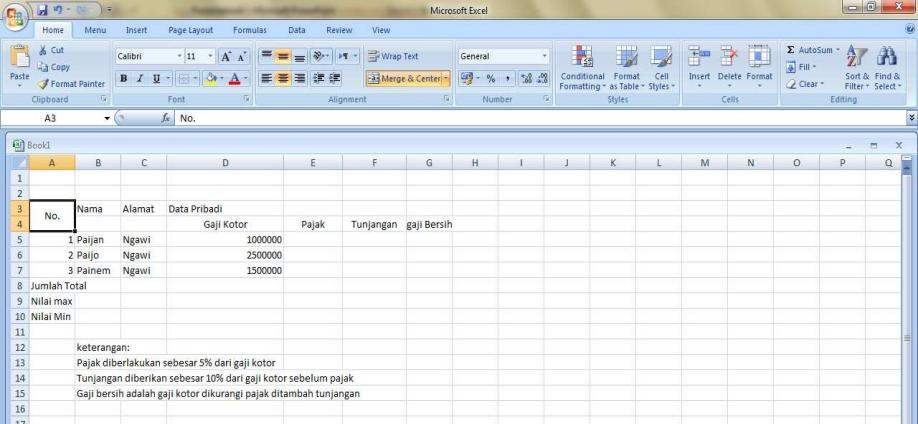 Microsoft Excel
Home Menu Insert Page Layout Formulas Data Review View
Cut Calibri 11 A A Wrap Text General Σ AutoSum
Copy Fill
Paste Format Painter B I U A Merge & Center % , .0 .00 .00 .0 Conditional Formatting Format as Table Cell Styles Insert Delete Format Clear Sort & Filter Find & Select
Clipboard Font Alignment Number Styles Cells Editing
A3 fx No.
Book1
A B C D E F G H I J K L M N O P Q
1
2
3 No. Nama Alamat Data Pribadi
4 Gaji Kotor Pajak Tunjangan gaji Bersih
5 1 Paijan Ngawi 1000000
6 2 Paijo Ngawi 2500000
7 3 Painem Ngawi 1500000
8 Jumlah Total
9 Nilai max
10 Nilai Min
11
12 keterangan:
13 Pajak diberlakukan sebesar 5% dari gaji kotor
14 Tunjangan diberikan sebesar 10% dari gaji kotor sebelum pajak
15 Gaji bersih adalah gaji kotor dikurangi pajak ditambah tunjangan
16
17